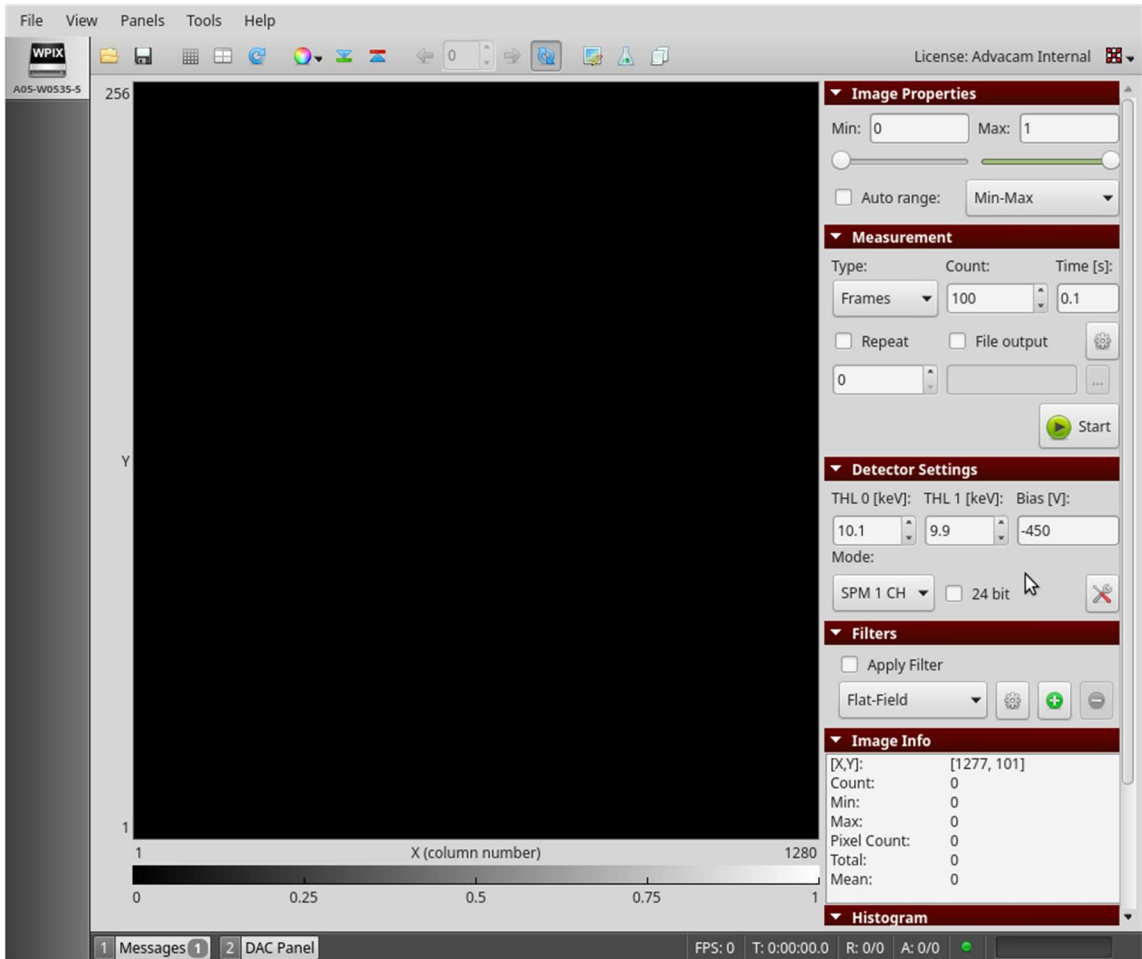 File View Panels Tools Help
WPIX
A05-W0535-5
0
License: Advacam Internal
256
Y
1
1 X (column number) 1280
0 0.25 0.5 0.75 1
Image Properties
Min: 0 Max: 1
Auto range: Min-Max
Measurement
Type: Count: Time [s]:
Frames 100 0.1
Repeat File output
0 ...
Start
Detector Settings
THL 0 [keV]: THL 1 [keV]: Bias [V]:
10.1 9.9 -450
Mode:
SPM 1 CH 24 bit
Filters
Apply Filter
Flat-Field
Image Info
[X,Y]: [1277, 101]
Count: 0
Min: 0
Max: 0
Pixel Count: 0
Total: 0
Mean: 0
Histogram
1 Messages 1 2 DAC Panel FPS: 0 T: 0:00:00.0 R: 0/0 A: 0/0